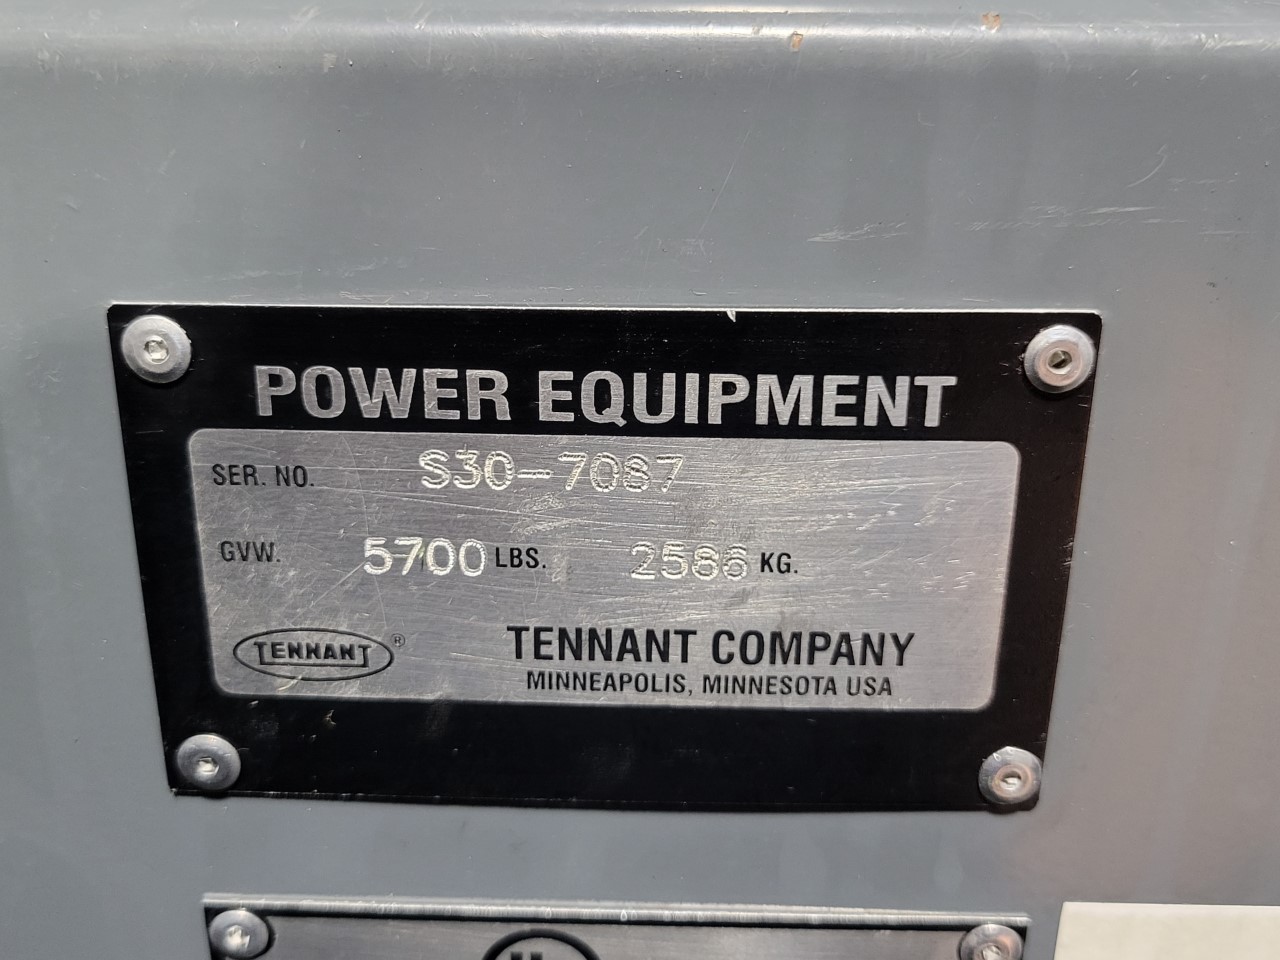 POWER EQUIPMENT
SER. NO. S30-7087
GVW. 5700 LBS. 2586 KG.
TENNANT ® TENNANT COMPANY
MINNEAPOLIS, MINNESOTA USA